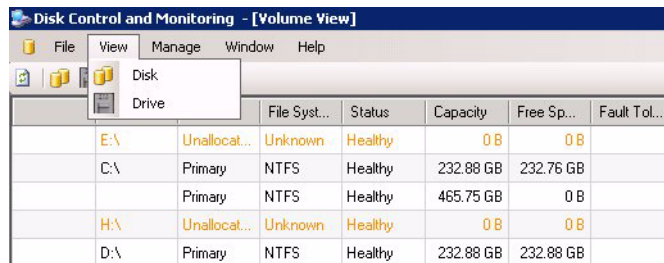 Disk Control and Monitoring - [Volume View]
File View Manage Window Help
Disk
Drive
File Syst... Status Capacity Free Sp... Fault Tol...
E:\ Unallocat... Unknown Healthy 0 B 0 B
C:\ Primary NTFS Healthy 232.88 GB 232.76 GB
Primary NTFS Healthy 465.75 GB 0 B
H:\ Unallocat... Unknown Healthy 0 B 0 B
D:\ Primary NTFS Healthy 232.88 GB 232.88 GB